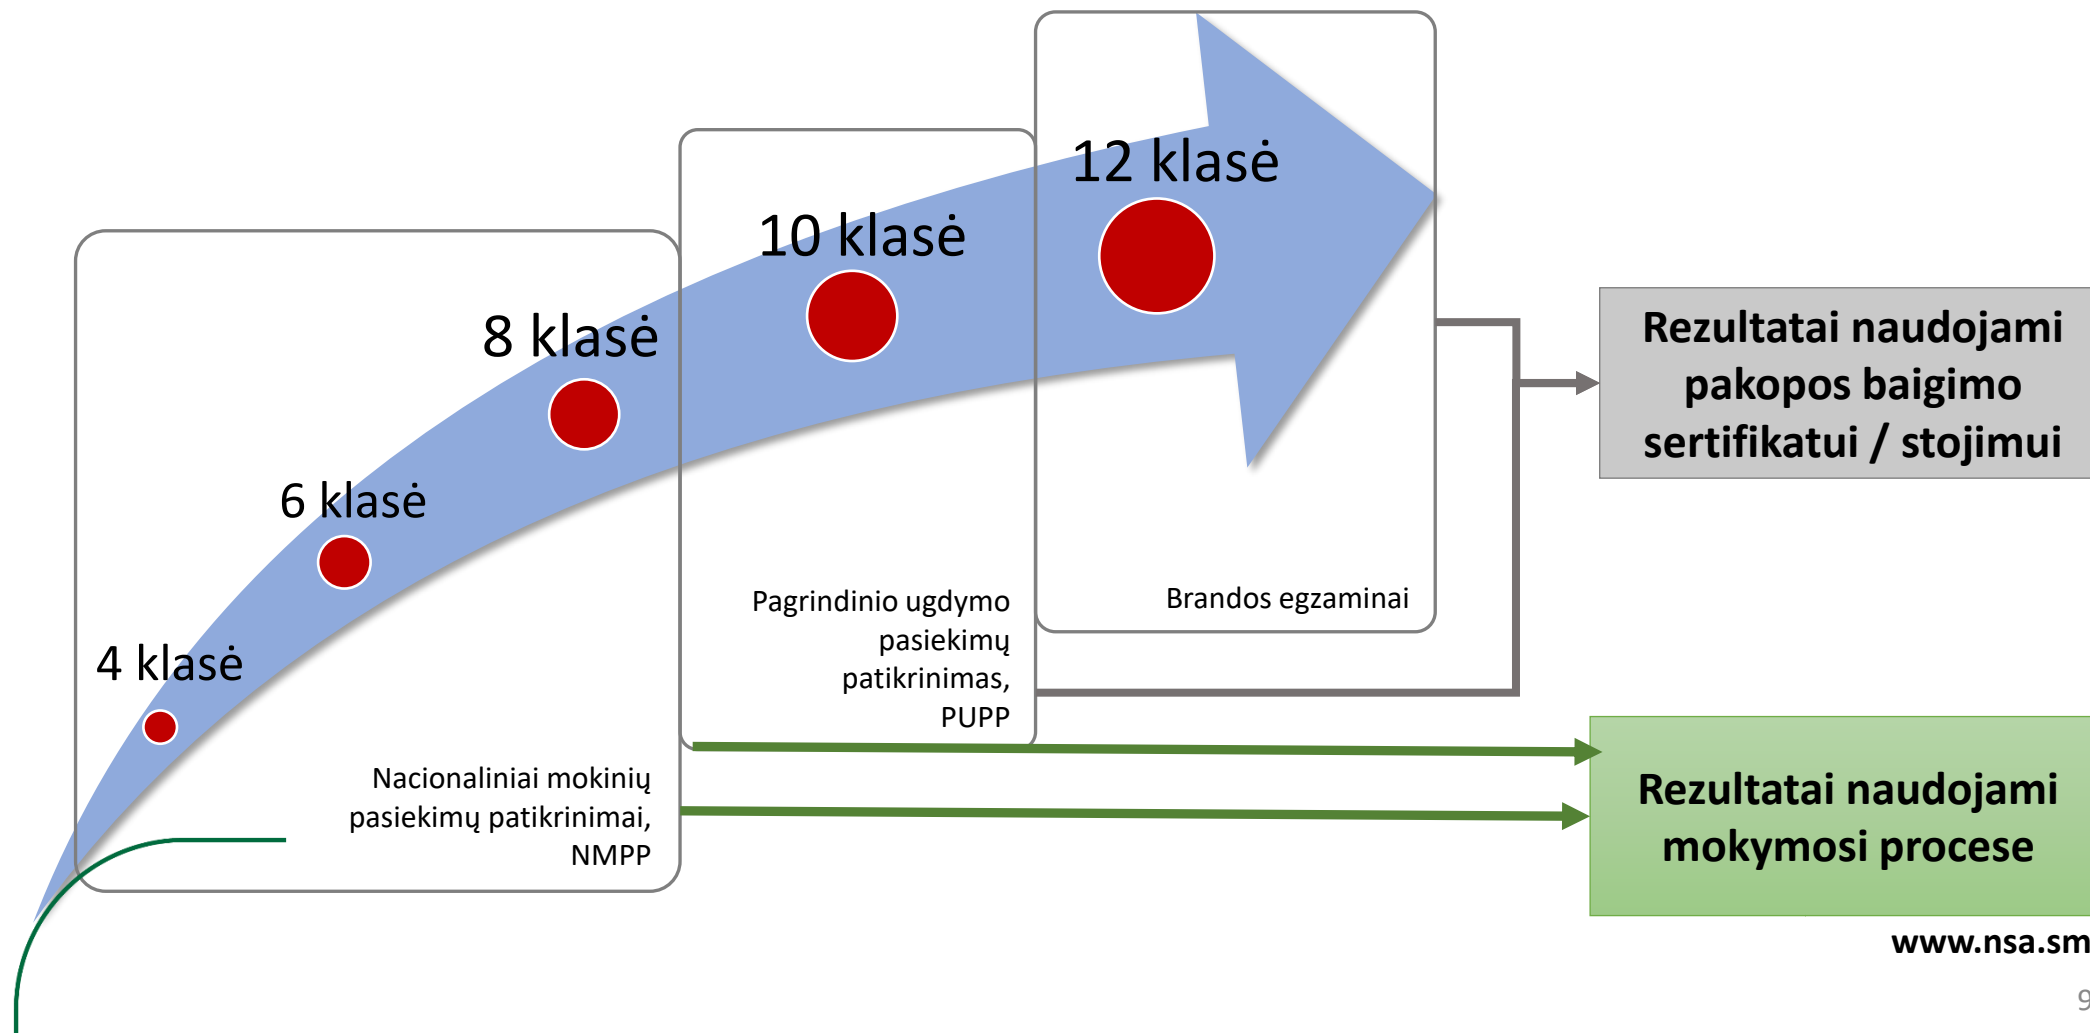 12 klasė
10 klasė
8 klasė
6 klasė
4 klasė
Rezultatai naudojami
pakopos baigimo
sertifikatui / stojimui
Brandos egzaminai
Pagrindinio ugdymo
pasiekimų
patikrinimas,
PUPP
Nacionaliniai mokinių
pasiekimų patikrinimai,
NMPP
Rezultatai naudojami
mokymosi procese
www.nsa.sm
9